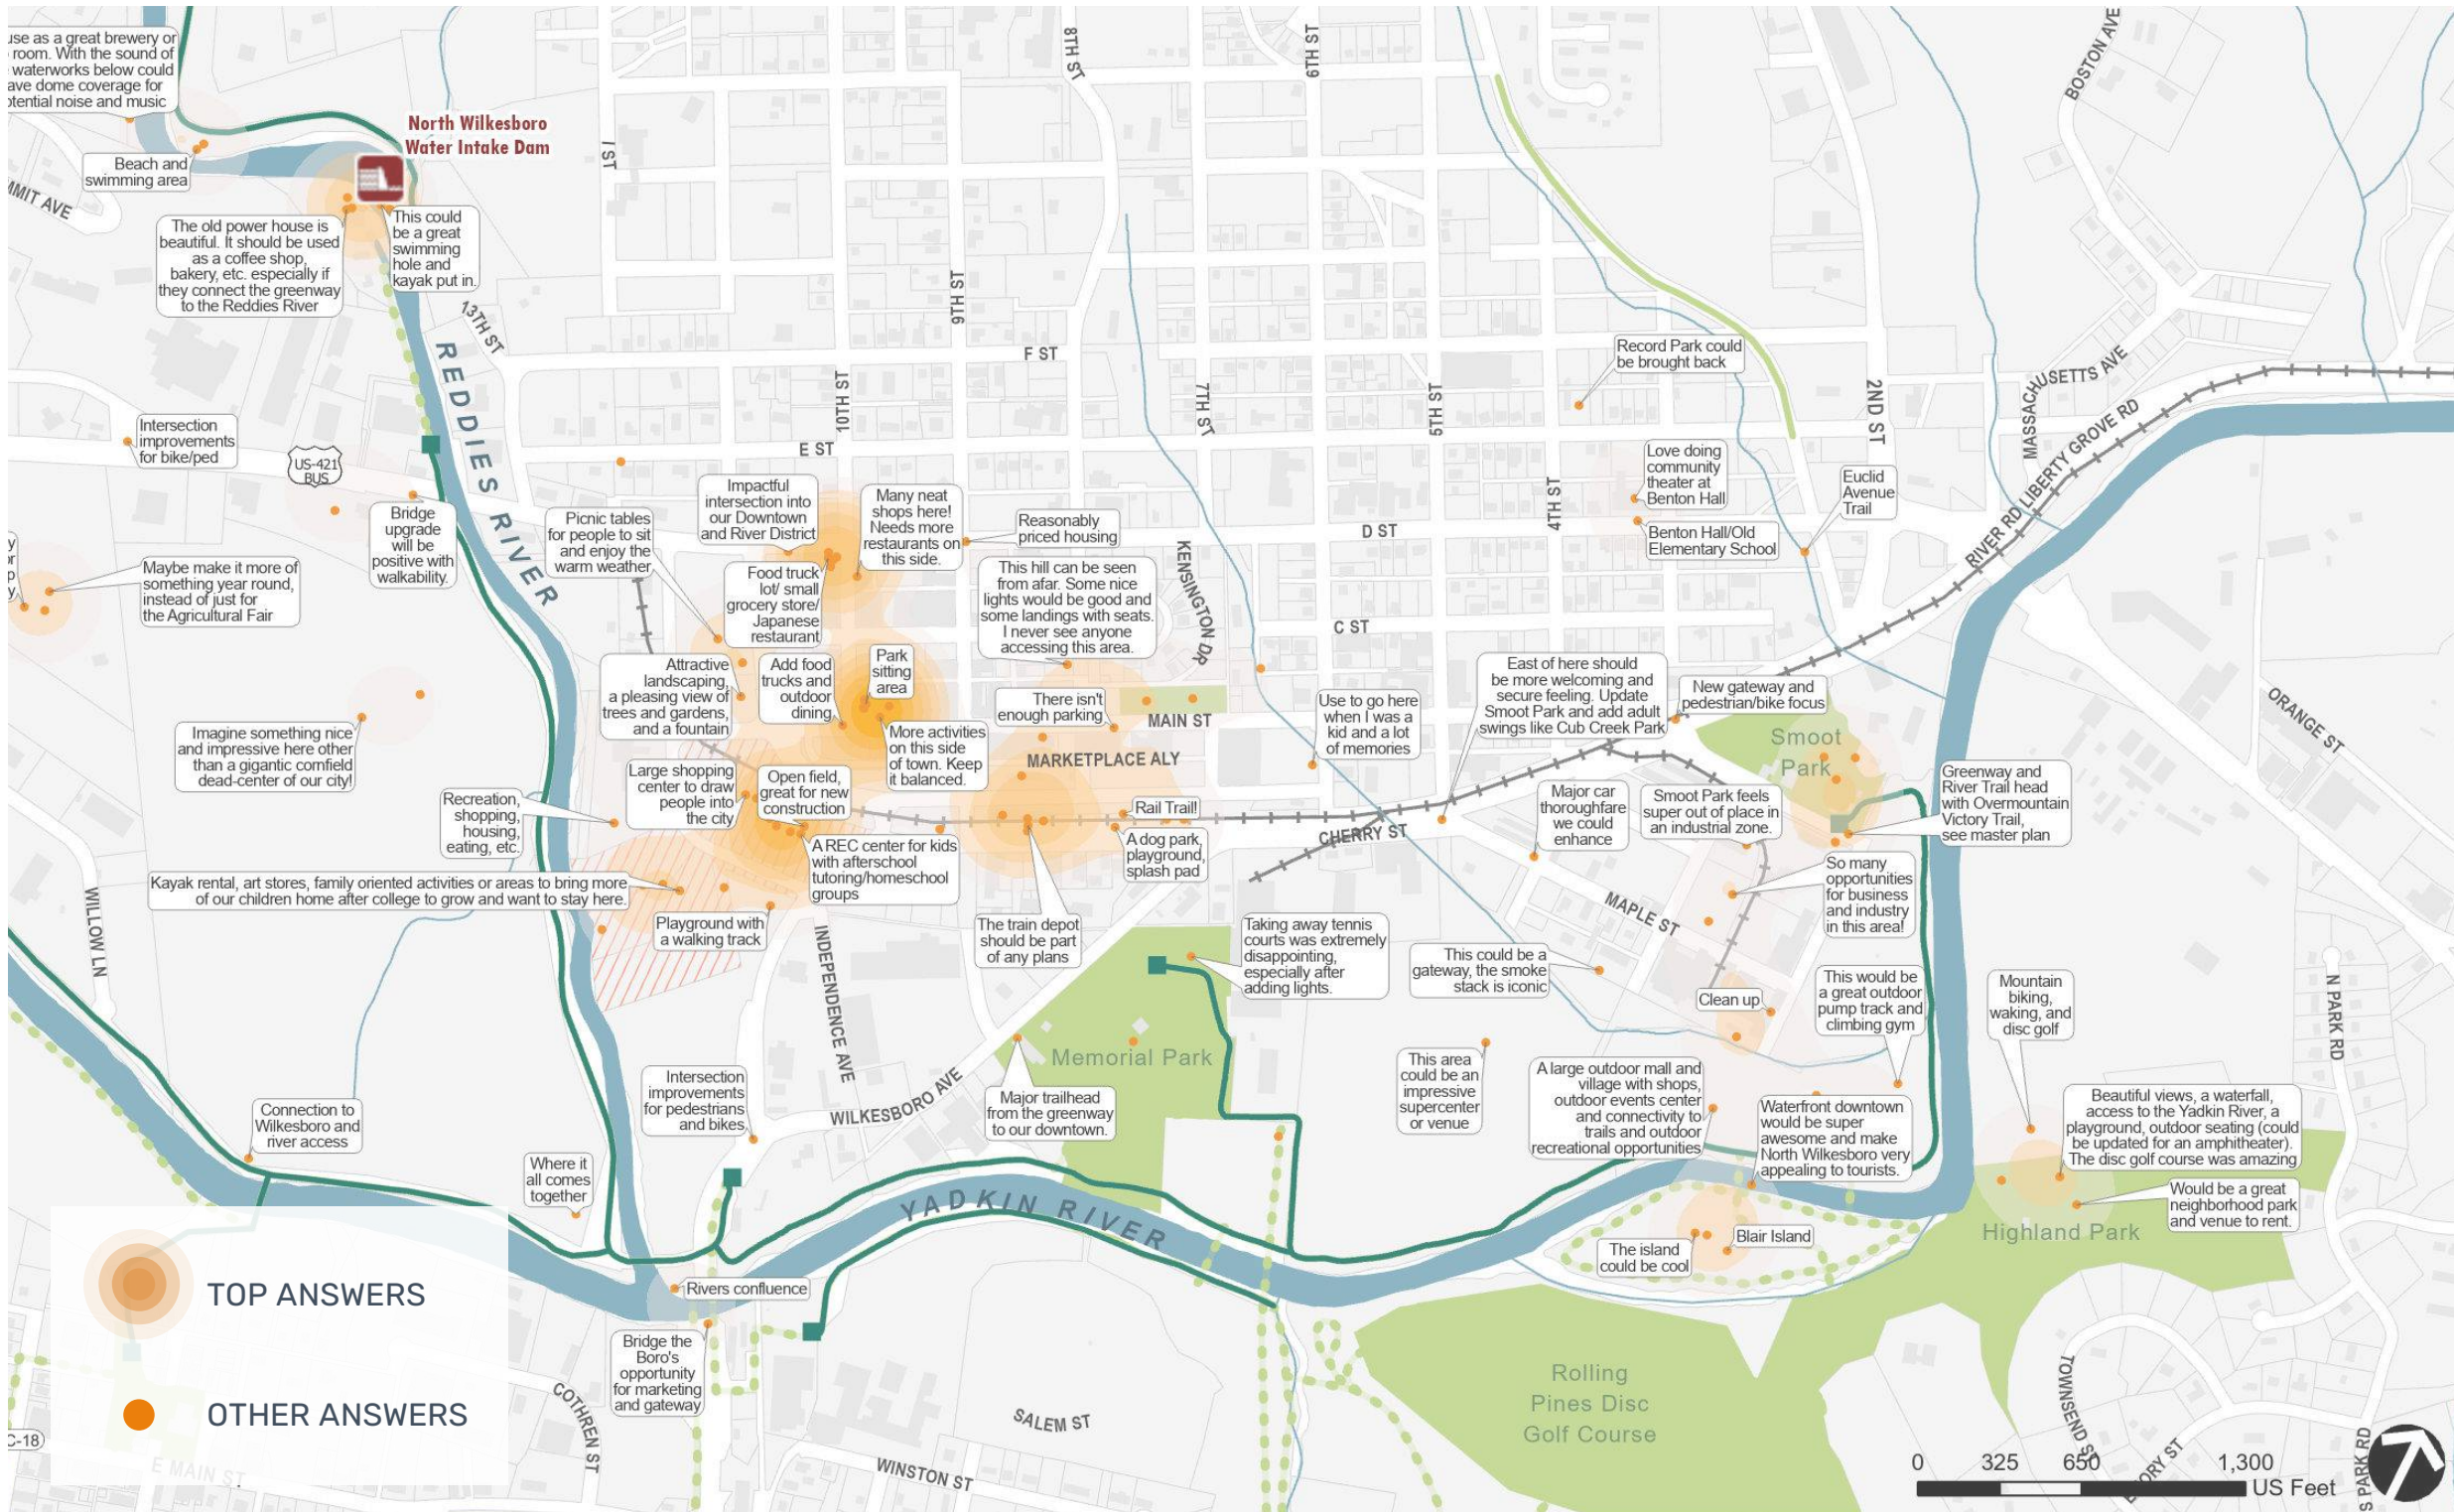 use as a great brewery or
room. With the sound of
waterworks below could
ave dome coverage for
otential noise and music
North Wilkesboro
Water Intake Dam
8TH ST
6TH ST
BOSTON AVE
I ST
Beach and
swimming area
MMIT AVE
The old power house is
beautiful. It should be used
as a coffee shop,
bakery, etc. especially if
they connect the greenway
to the Reddies River
This could
be a great
swimming
hole and
kayak put in.
13TH ST
9TH ST
F ST
10TH ST
7TH ST
5TH ST
Record Park could
be brought back
2ND ST
MASSACHUSETTS AVE
REDDIES RIVER
Intersection
improvements
for bike/ped
US-421
BUS
E ST
Bridge
upgrade
will be
positive with
walkability.
Picnic tables
for people to sit
and enjoy the
warm weather
Impactful
intersection into
our Downtown
and River District
Many neat
shops here!
Needs more
restaurants on
this side.
Reasonably
priced housing
KENSINGTON DR
D ST
4TH ST
Love doing
community
theater at
Benton Hall
Benton Hall/Old
Elementary School
Euclid
Avenue
Trail
RIVER RD LIBERTY GROVE RD
Maybe make it more of
something year round,
instead of just for
the Agricultural Fair
Food truck
lot/ small
grocery store/
Japanese
restaurant
This hill can be seen
from afar. Some nice
lights would be good and
some landings with seats.
I never see anyone
accessing this area.
C ST
Attractive
landscaping,
a pleasing view of
trees and gardens,
and a fountain
Add food
trucks and
outdoor
dining
Park
sitting
area
There isn't
enough parking
MAIN ST
Use to go here
when I was a
kid and a lot
of memories
East of here should
be more welcoming and
secure feeling. Update
Smoot Park and add adult
swings like Cub Creek Park
New gateway and
pedestrian/bike focus
ORANGE ST
Imagine something nice
and impressive here other
than a gigantic cornfield
dead-center of our city!
More activities
on this side
of town. Keep
it balanced.
MARKETPLACE ALY
Smoot
Park
Large shopping
center to draw
people into
the city
Open field,
great for new
construction
Recreation,
shopping,
housing,
eating, etc.
Rail Trail!
CHERRY ST
Major car
thoroughfare
we could
enhance
Smoot Park feels
super out of place in
an industrial zone.
Greenway and
River Trail head
with Overmountain
Victory Trail,
see master plan
A REC center for kids
with afterschool
tutoring/homeschool
groups
A dog park,
playground,
splash pad
So many
opportunities
for business
and industry
in this area!
Kayak rental, art stores, family oriented activities or areas to bring more
of our children home after college to grow and want to stay here.
WILLOW LN
MAPLE ST
Playground with
a walking track
INDEPENDENCE AVE
The train depot
should be part
of any plans
Taking away tennis
courts was extremely
disappointing,
especially after
adding lights.
This could be a
gateway, the smoke
stack is iconic
Clean up
This would be
a great outdoor
pump track and
climbing gym
Mountain
biking,
waking, and
disc golf
N PARK RD
Memorial Park
Intersection
improvements
for pedestrians
and bikes
WILKESBORO AVE
Major trailhead
from the greenway
to our downtown.
This area
could be an
impressive
supercenter
or venue
A large outdoor mall and
village with shops,
outdoor events center
and connectivity to
trails and outdoor
recreational opportunities
Waterfront downtown
would be super
awesome and make
North Wilkesboro very
appealing to tourists.
Beautiful views, a waterfall,
access to the Yadkin River, a
playground, outdoor seating (could
be updated for an amphitheater).
The disc golf course was amazing
Connection to
Wilkesboro and
river access
Where it
all comes
together
YADKIN RIVER
Would be a great
neighborhood park
and venue to rent.
Highland Park
The island
could be cool
Blair Island
Rivers confluence
TOP ANSWERS
Bridge the
Boro's
opportunity
for marketing
and gateway
Rolling
Pines Disc
Golf Course
COTHREN ST
SALEM ST
TOWNSEND ST
OTHER ANSWERS
C-18
E MAIN ST
WINSTON ST
S PARK RD
0 325 650 1,300
US Feet